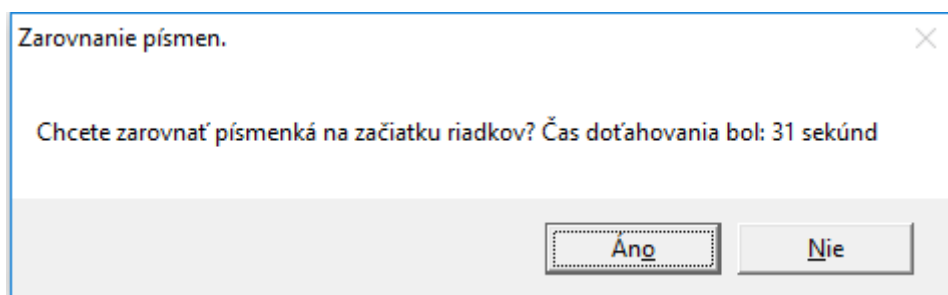 Zarovnanie písmen.
Chcete zarovnať písmenká na začiatku riadkov? Čas doťahovania bol: 31 sekúnd
Áno Nie